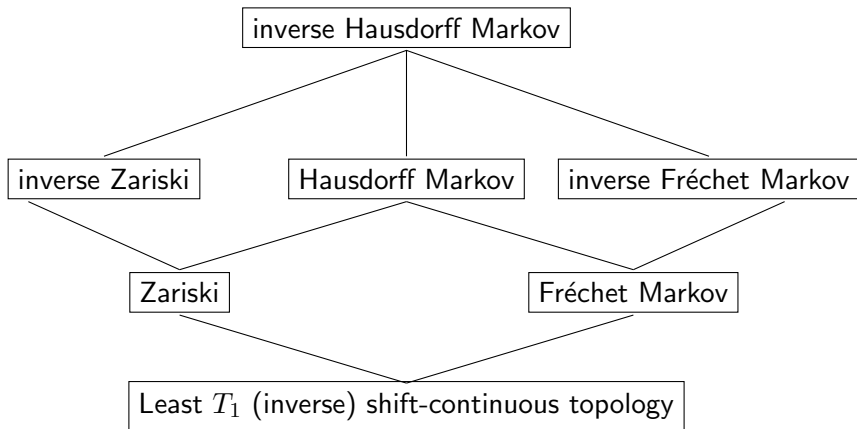 inverse Hausdorff Markov
inverse Zariski
Hausdorff Markov
inverse Fréchet Markov
Zariski
Fréchet Markov
Least T₁ (inverse) shift-continuous topology